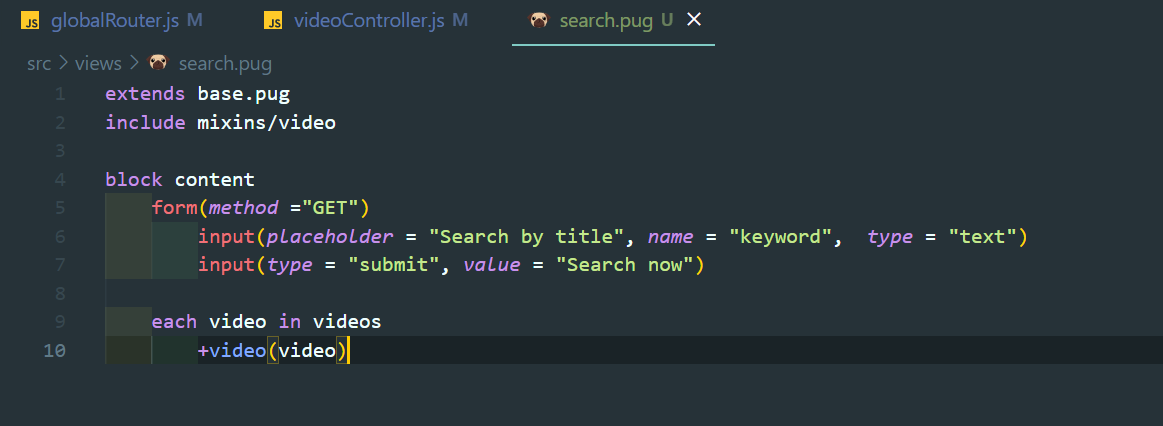 JS globalRouter.js M JS videoController.js M search.pug U ×
src > views > search.pug
1 extends base.pug
2 include mixins/video
3
4 block content
5 form(method ="GET")
6 input(placeholder = "Search by title", name = "keyword",  type = "text")
7 input(type = "submit", value = "Search now")
8
9 each video in videos
10 +video(video)